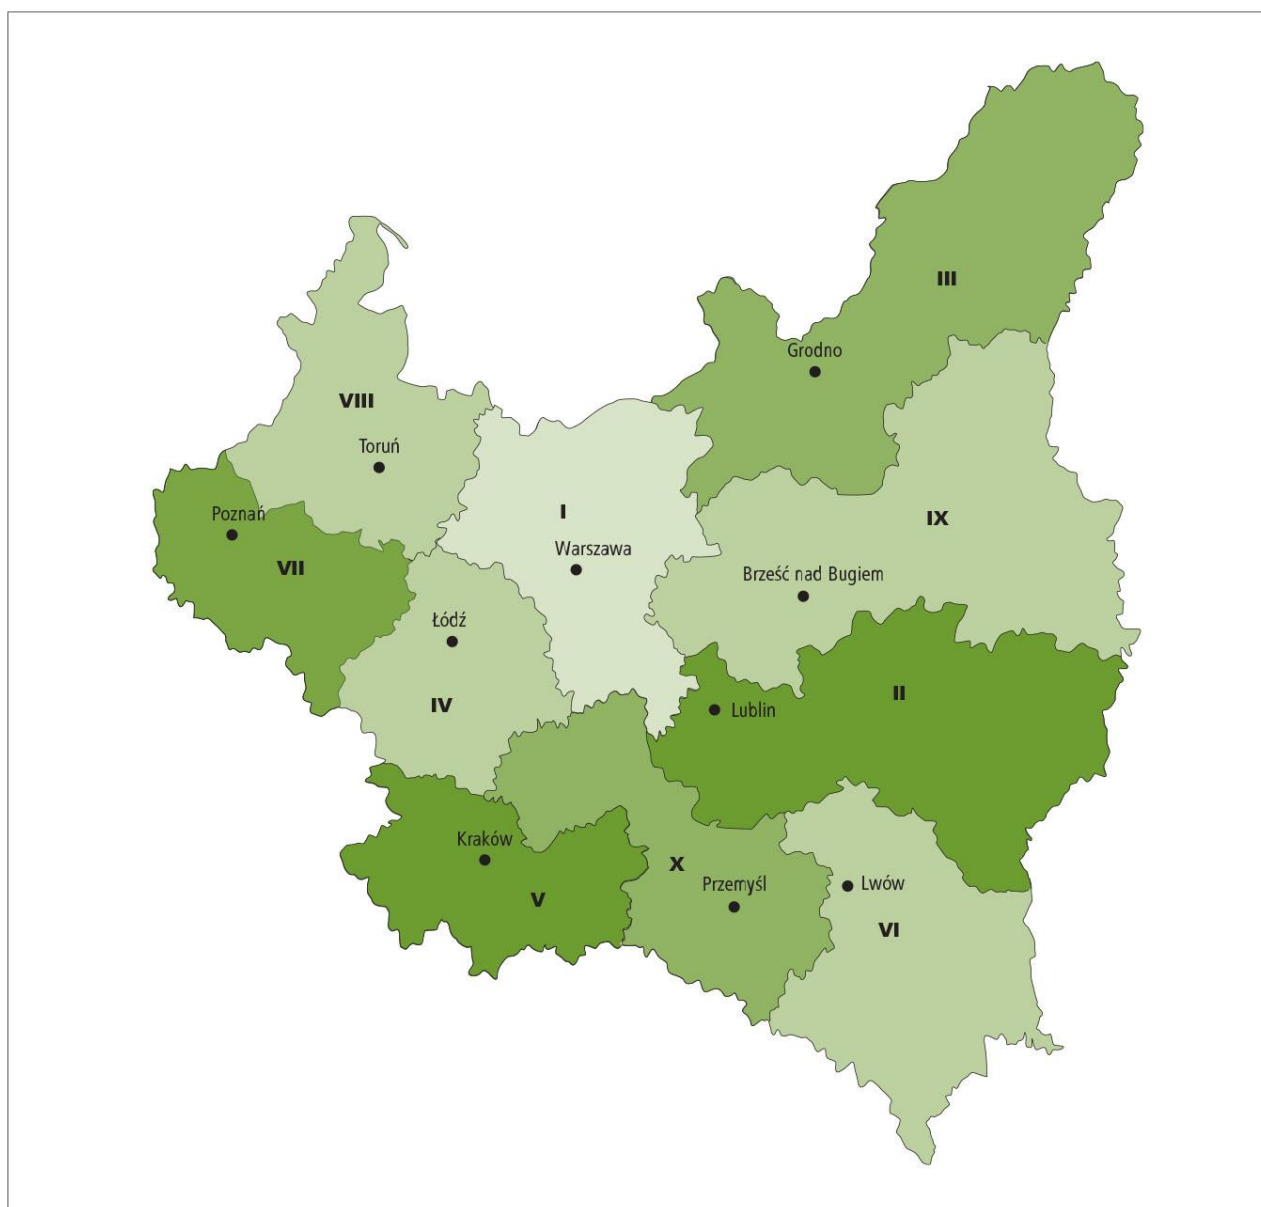 III
Grodno
VIII
Toruń
Poznań
I
IX
Warszawa
VII
Brześć nad Bugiem
Łódź
II
IV
Lublin
Kraków
X
Przemyśl
Lwów
V
VI